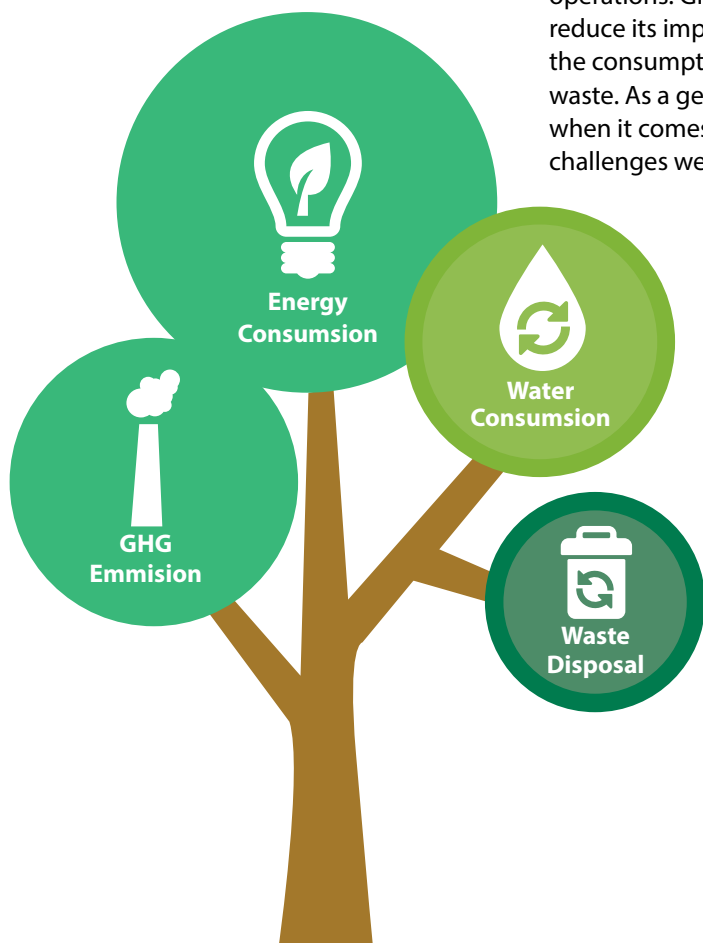 reduce its imp
the consumpt
waste. As a ge
when it comes
challenges we
Energy
Consumsion
Water
Consumsion
GHG
Emmision
Waste
Disposal